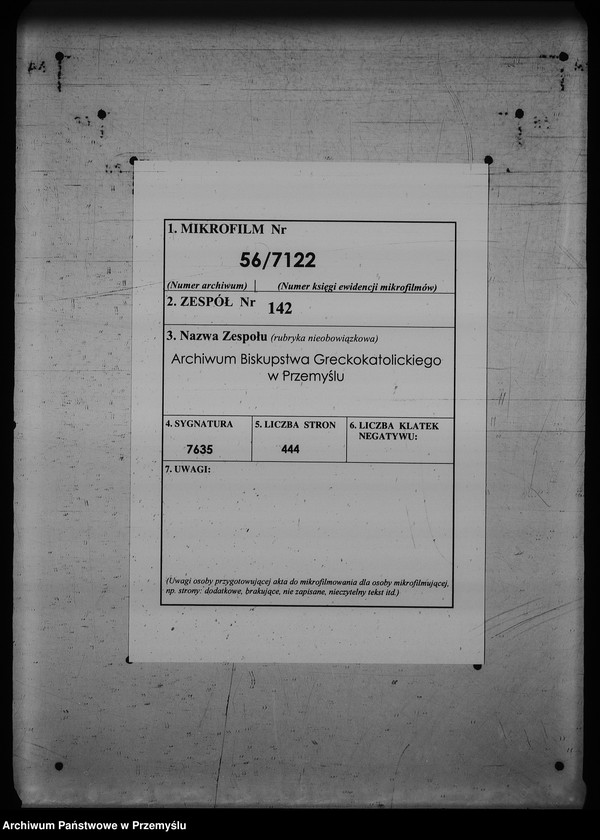 1. MIKROFILM Nr
56/7122
(Numer archiwum) | (Numer księgi ewidencji mikrofilmów)
2. ZESPÓŁ Nr 142
3. Nazwa Zespołu (rubryka nieobowiązkowa)
Archiwum Biskupstwa Greckokatolickiego
w Przemyślu
4. SYGNATURA
7635
5. LICZBA STRON
444
6. LICZBA KLATEK
NEGATYWU:
7. UWAGI:
(Uwagi osoby przygotowującej akta do mikrofilmowania dla osoby mikrofilmującej,
np. strony: dodatkowe, brakujące, nie zapisane, nieczytelny tekst itd.)
Archiwum Państwowe w Przemyślu